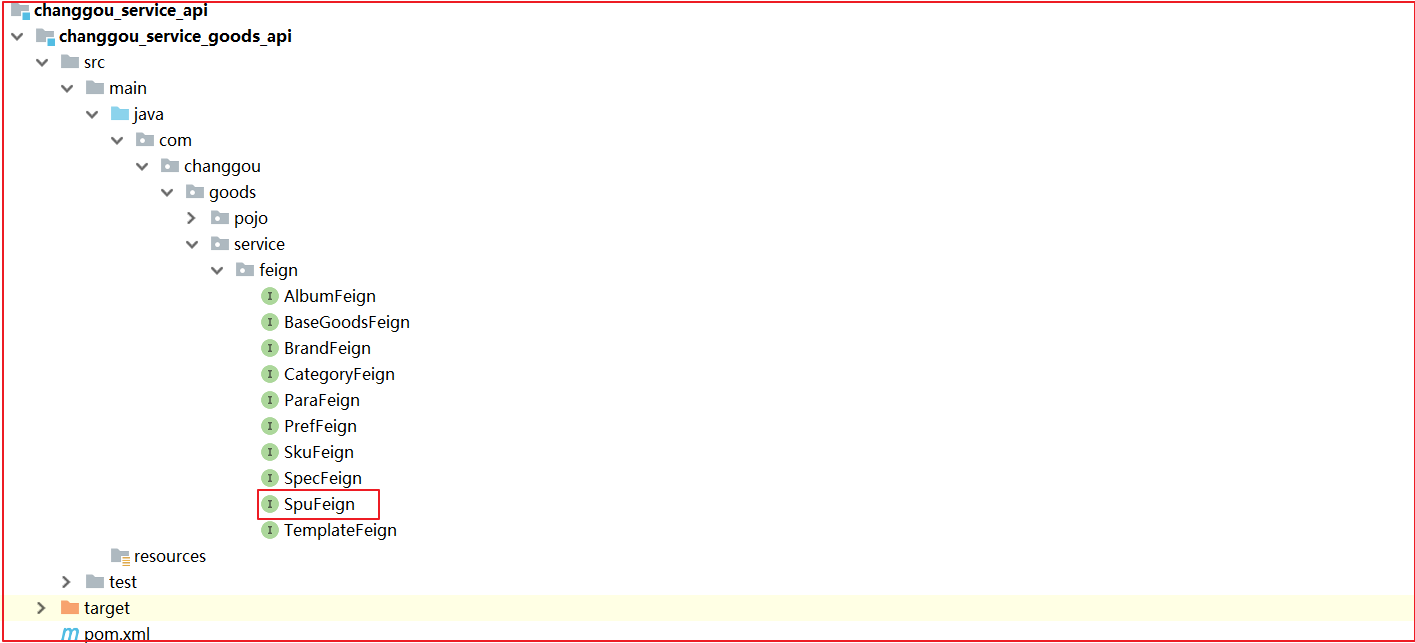 changgou_service_api
changgou_service_goods_api
src
main
java
com
changgou
goods
pojo
service
feign
I AlbumFeign
I BaseGoodsFeign
I BrandFeign
I CategoryFeign
I ParaFeign
I PrefFeign
I SkuFeign
I SpecFeign
I SpuFeign
I TemplateFeign
resources
test
target
m pom.xml